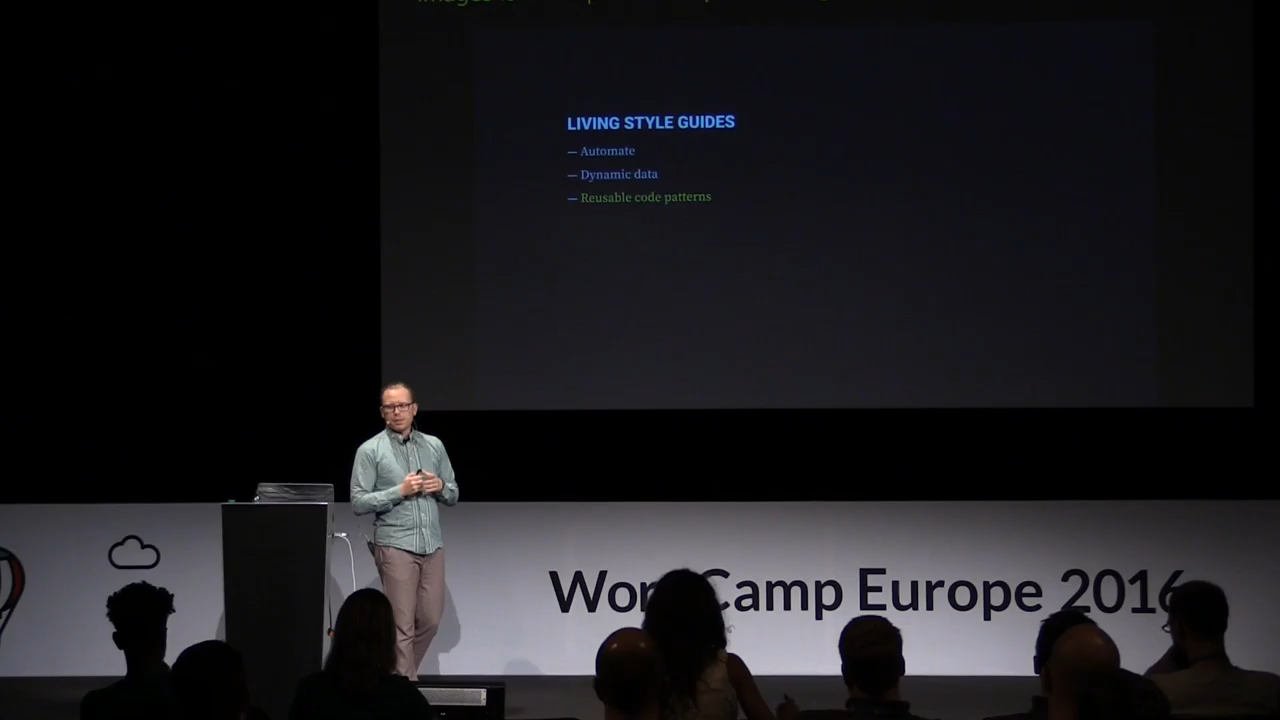 LIVING STYLE GUIDES
— Automate
— Dynamic data
— Reusable code patterns
Camp Europe 2016